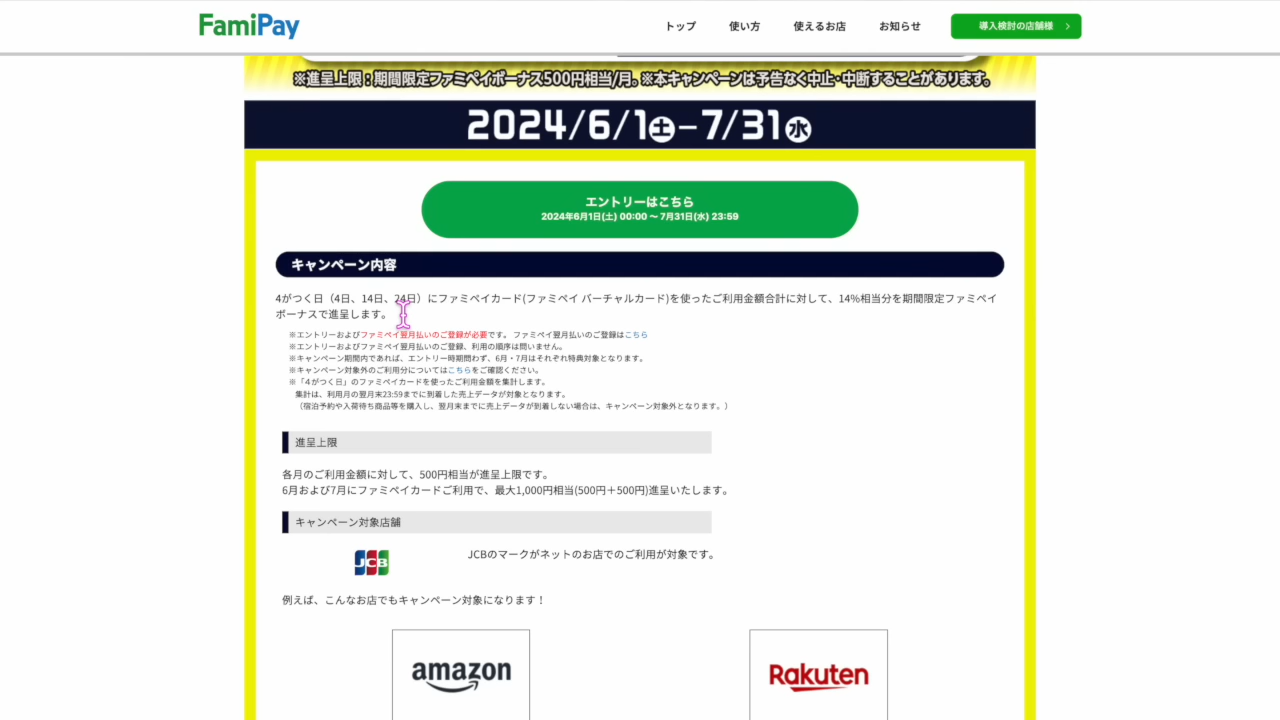 FamiPay
トップ 使い方 使えるお店 お知らせ 導入検討の店舗様
※進呈上限：期間限定ファミペイボーナス500円相当/月。※本キャンペーンは予告なく中止・中断することがあります。
2024/6/1土–7/31水
エントリーはこちら
2024年6月1日(土) 00:00 〜 7月31日(水) 23:59
キャンペーン内容
4がつく日（4日、14日、24日）にファミペイカード(ファミペイ バーチャルカード)を使ったご利用金額合計に対して、14%相当分を期間限定ファミペイ
ボーナスで進呈します。
※エントリーおよびファミペイ翌月払いのご登録が必要です。 ファミペイ翌月払いのご登録はこちら
※エントリーおよびファミペイ翌月払いのご登録、利用の順序は問いません。
※キャンペーン期間内であれば、エントリー時期問わず、6月・7月はそれぞれ特典対象となります。
※キャンペーン対象外のご利用分についてはこちらをご確認ください。
※「４がつく日」のファミペイカードを使ったご利用金額を集計します。
集計は、利用月の翌月末23:59までに到着した売上データが対象となります。
（宿泊予約や入荷待ち商品等を購入し、翌月末までに売上データが到着しない場合は、キャンペーン対象外となります。）
進呈上限
各月のご利用金額に対して、500円相当が進呈上限です。
6月および7月にファミペイカードご利用で、最大1,000円相当(500円＋500円)進呈いたします。
キャンペーン対象店舗
JCB
JCBのマークがネットのお店でのご利用が対象です。
例えば、こんなお店でもキャンペーン対象になります！
amazon Rakuten